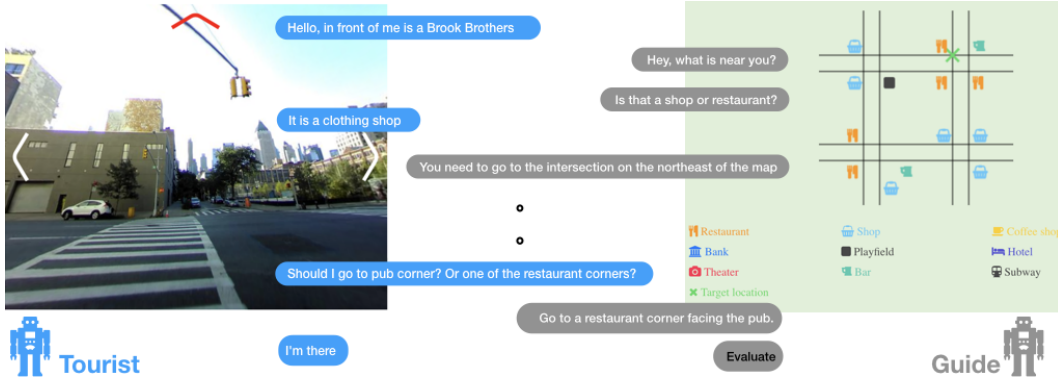 Hello, in front of me is a Brook Brothers
Hey, what is near you?
Is that a shop or restaurant?
It is a clothing shop
You need to go to the intersection on the northeast of the map
Should I go to pub corner? Or one of the restaurant corners?
Go to a restaurant corner facing the pub.
I'm there
Evaluate
Restaurant
Shop
Coffee shop
Bank
Playfield
Hotel
Theater
Bar
Subway
Target location
Tourist
Guide